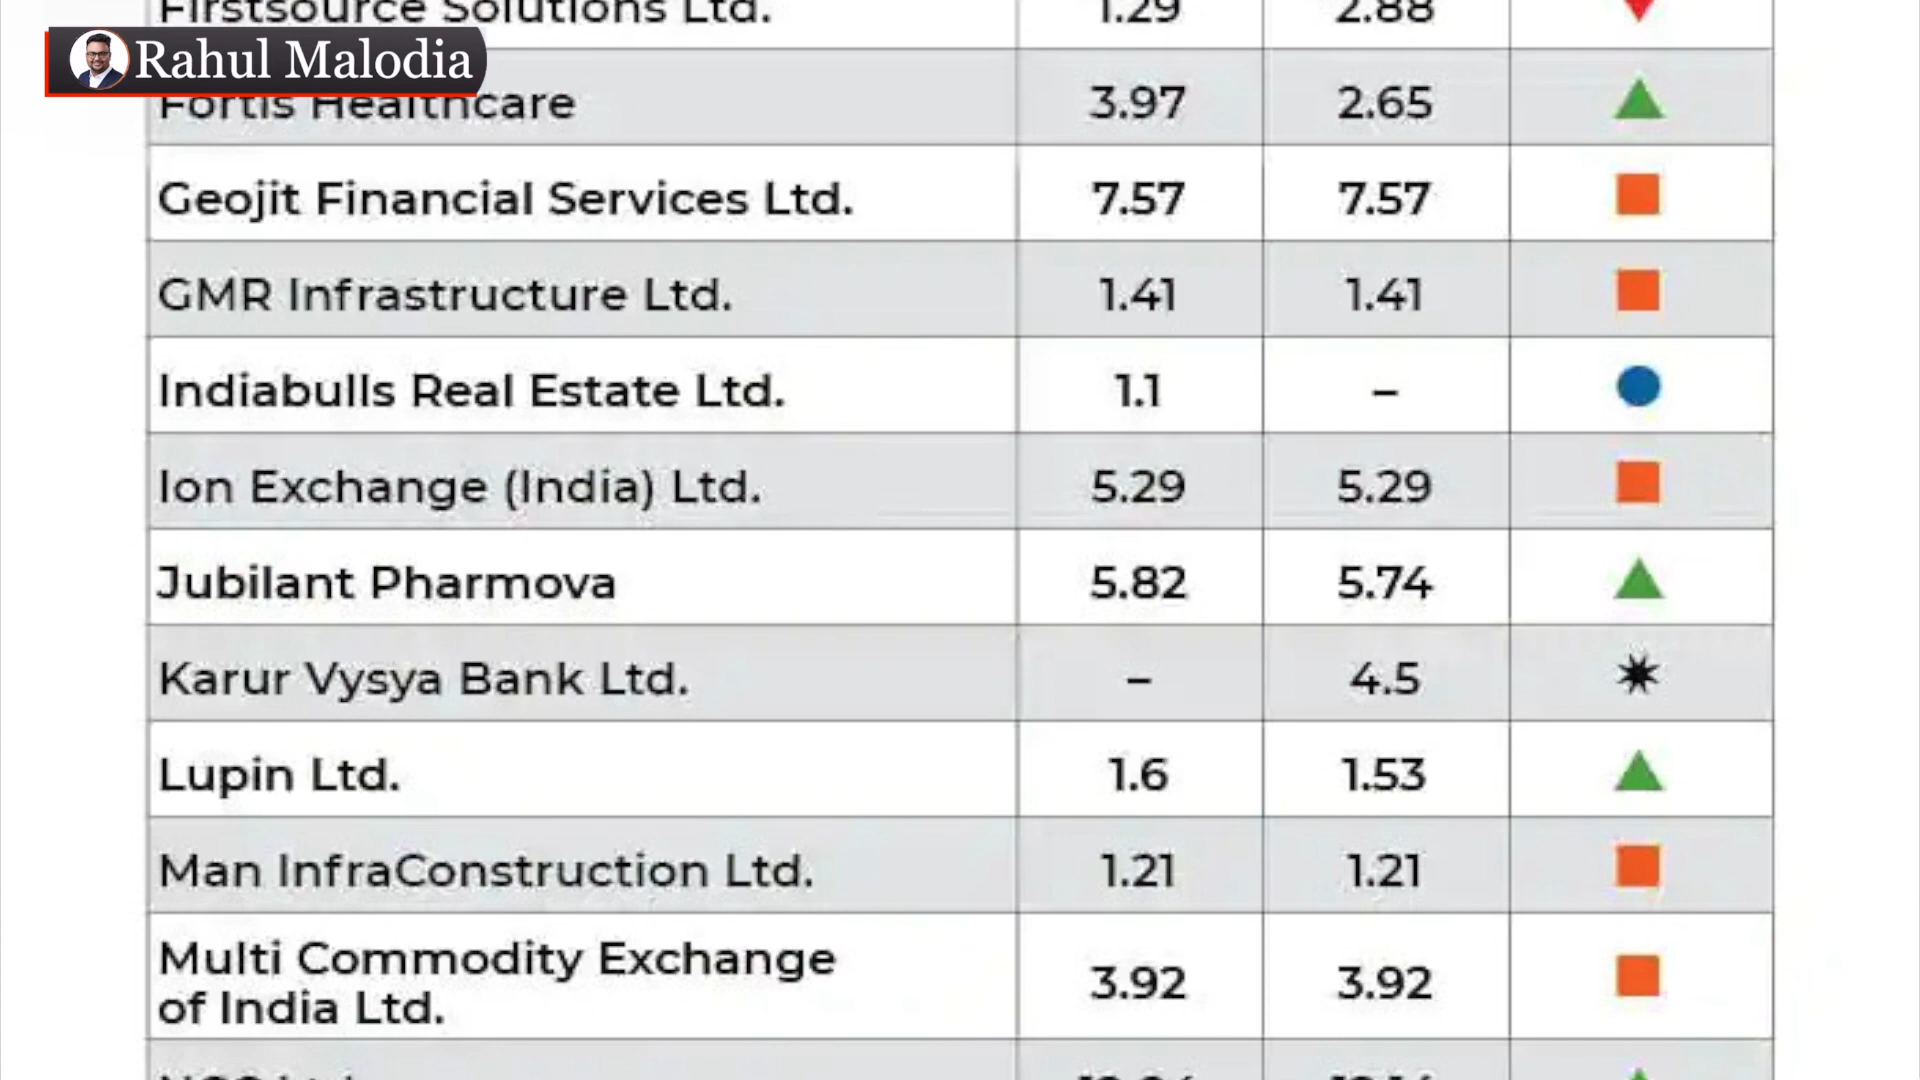 Firstsource Solutions Ltd. 1.29 2.88
Rahul Malodia
Fortis Healthcare 3.97 2.65
Geojit Financial Services Ltd. 7.57 7.57
GMR Infrastructure Ltd. 1.41 1.41
Indiabulls Real Estate Ltd. 1.1 –
Ion Exchange (India) Ltd. 5.29 5.29
Jubilant Pharmova 5.82 5.74
Karur Vysya Bank Ltd. – 4.5
Lupin Ltd. 1.6 1.53
Man InfraConstruction Ltd. 1.21 1.21
Multi Commodity Exchange
of India Ltd. 3.92 3.92